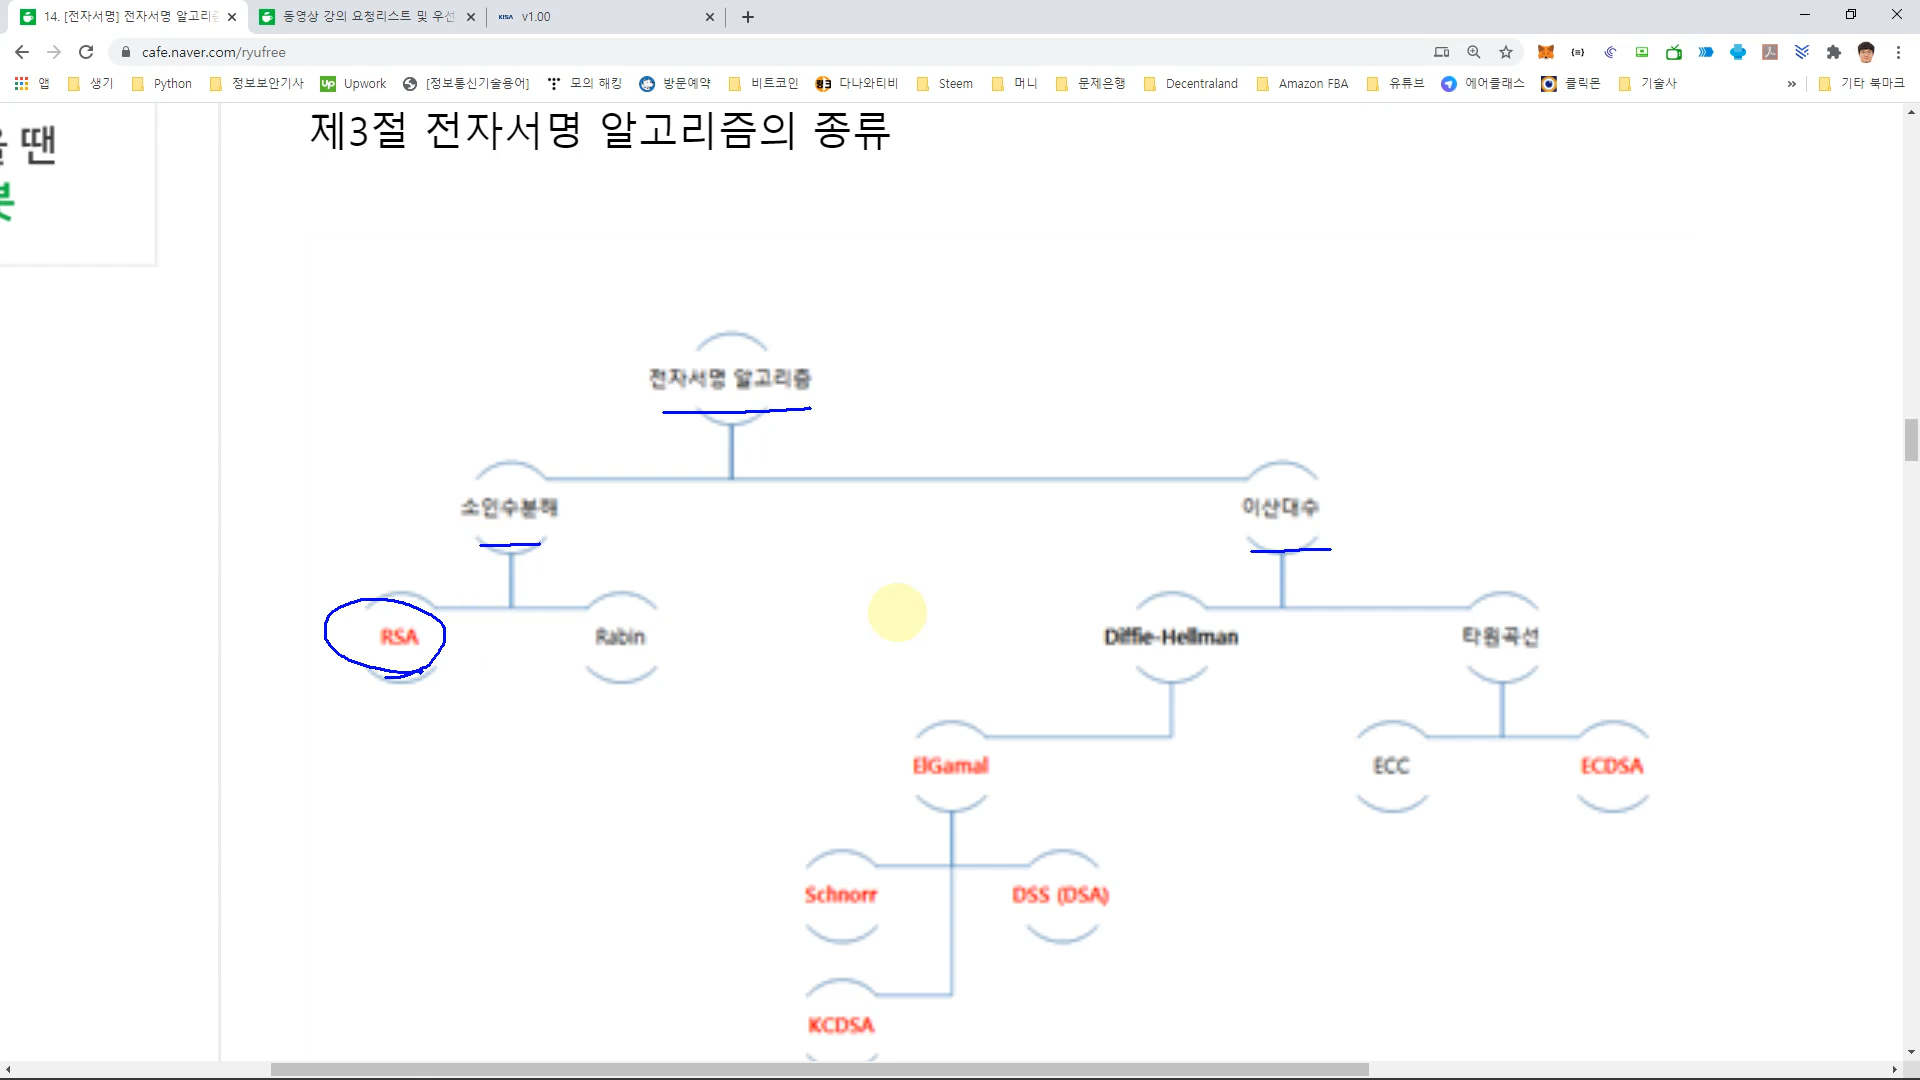 14. [전자서명] 전자서명 알고리즘
동영상 강의 요청리스트 및 우선
KISA v1.00
cafe.naver.com/ryufree
앱 생기 Python 정보보안기사 Up Upwork [정보통신기술용어] 모의 해킹 방문예약 비트코인 다나와티비 Steem 머니 문제은행 Decentraland Amazon FBA 유튜브 에어클래스 클릭몬 기술사 » 기타 북마크
땐
제3절 전자서명 알고리즘의 종류
전자서명 알고리즘
소인수분해 이산대수
RSA Rabin Diffie-Hellman 타원곡선
ElGamal ECC ECDSA
Schnorr DSS (DSA)
KCDSA